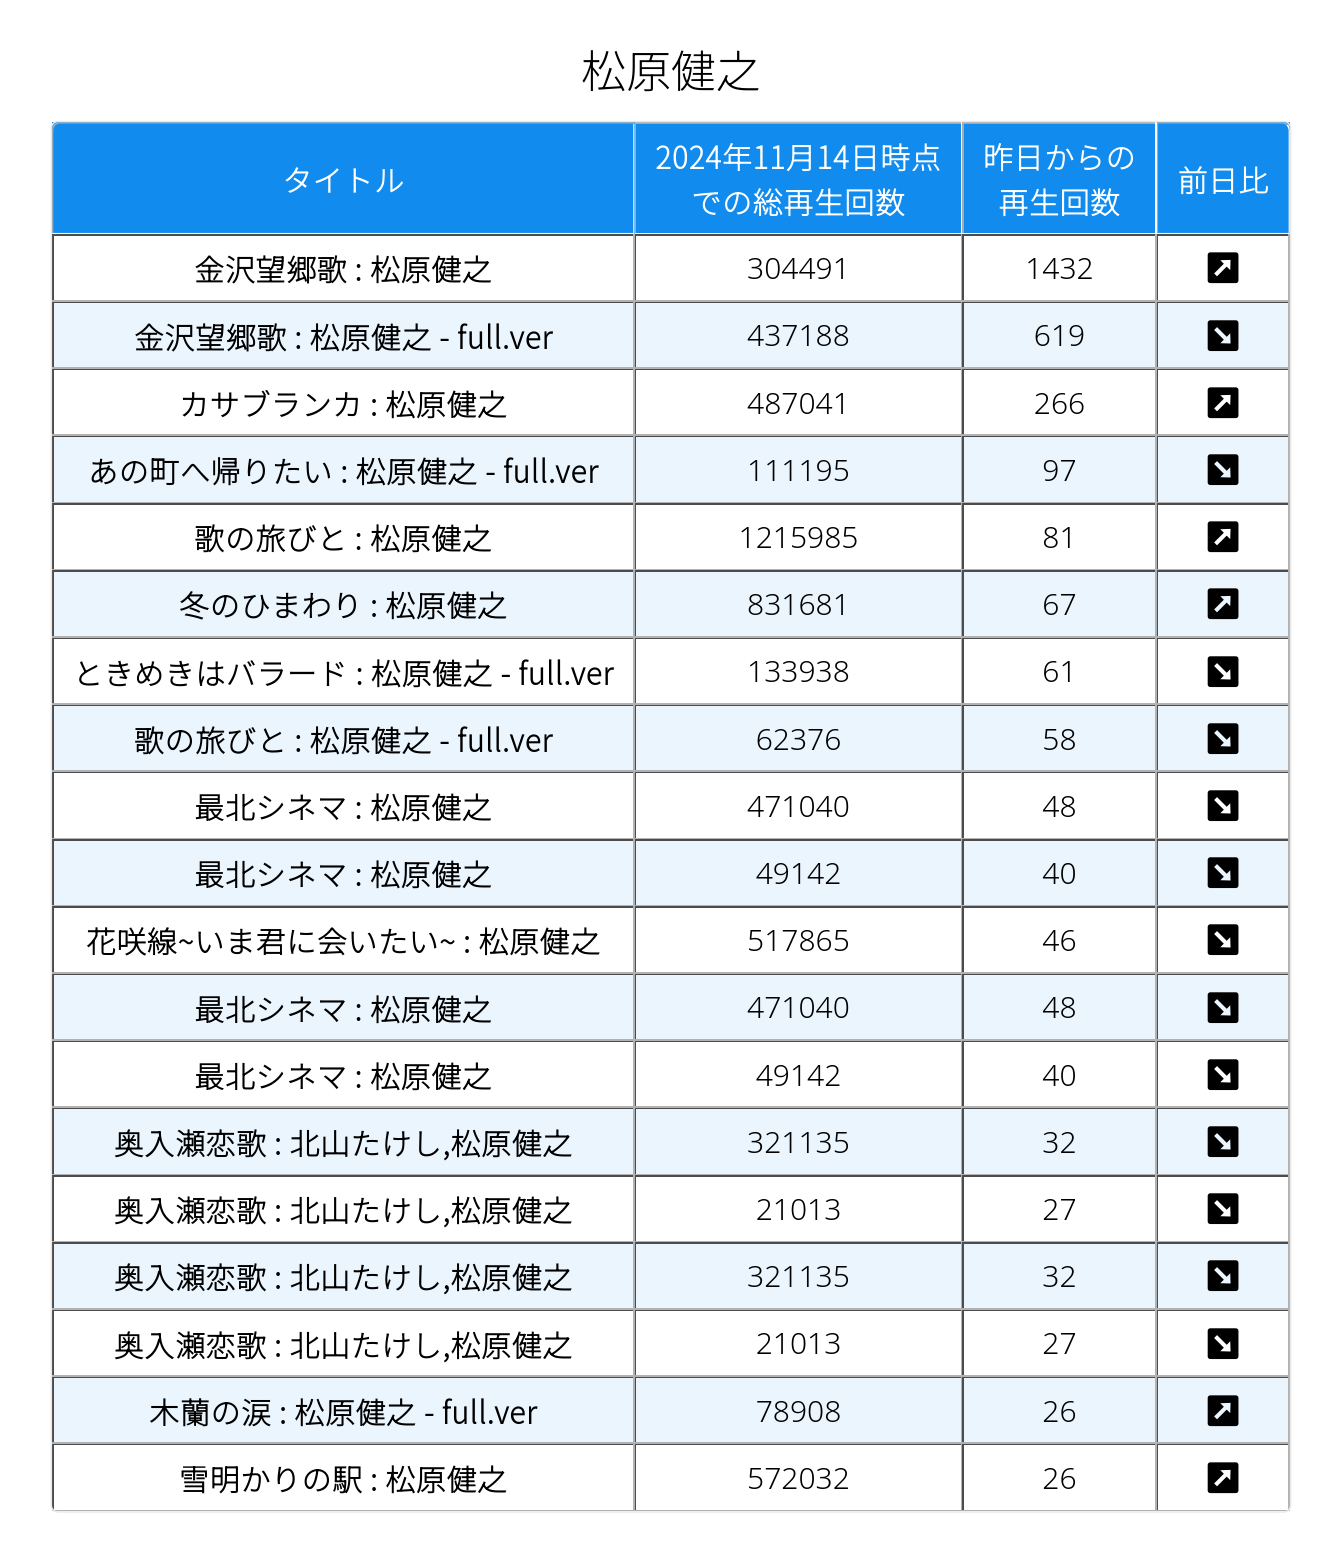 松原健之
タイトル 2024年11月14日時点での総再生回数 昨日からの再生回数 前日比
金沢望郷歌 : 松原健之 304491 1432 ↗
金沢望郷歌 : 松原健之 - full.ver 437188 619 ↘
カサブランカ : 松原健之 487041 266 ↗
あの町へ帰りたい : 松原健之 - full.ver 111195 97 ↘
歌の旅びと : 松原健之 1215985 81 ↗
冬のひまわり : 松原健之 831681 67 ↗
ときめきはバラード : 松原健之 - full.ver 133938 61 ↘
歌の旅びと : 松原健之 - full.ver 62376 58 ↘
最北シネマ : 松原健之 471040 48 ↘
最北シネマ : 松原健之 49142 40 ↘
花咲線~いま君に会いたい~ : 松原健之 517865 46 ↘
最北シネマ : 松原健之 471040 48 ↘
最北シネマ : 松原健之 49142 40 ↘
奥入瀬恋歌 : 北山たけし,松原健之 321135 32 ↘
奥入瀬恋歌 : 北山たけし,松原健之 21013 27 ↘
奥入瀬恋歌 : 北山たけし,松原健之 321135 32 ↘
奥入瀬恋歌 : 北山たけし,松原健之 21013 27 ↘
木蘭の涙 : 松原健之 - full.ver 78908 26 ↗
雪明かりの駅 : 松原健之 572032 26 ↗